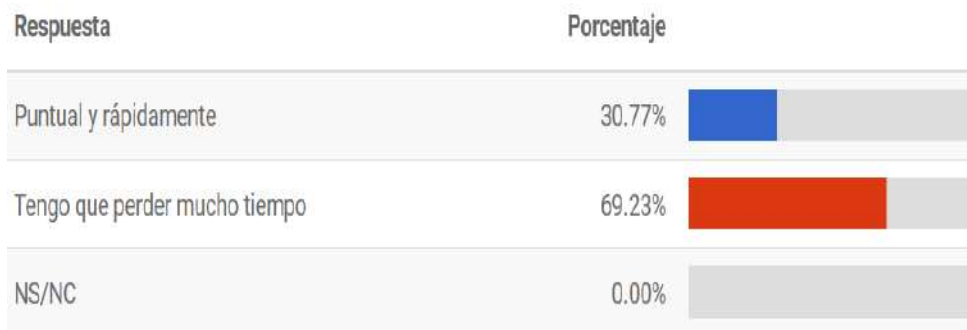 Respuesta Porcentaje
Puntual y rápidamente 30.77%
Tengo que perder mucho tiempo 69.23%
NS/NC 0.00%